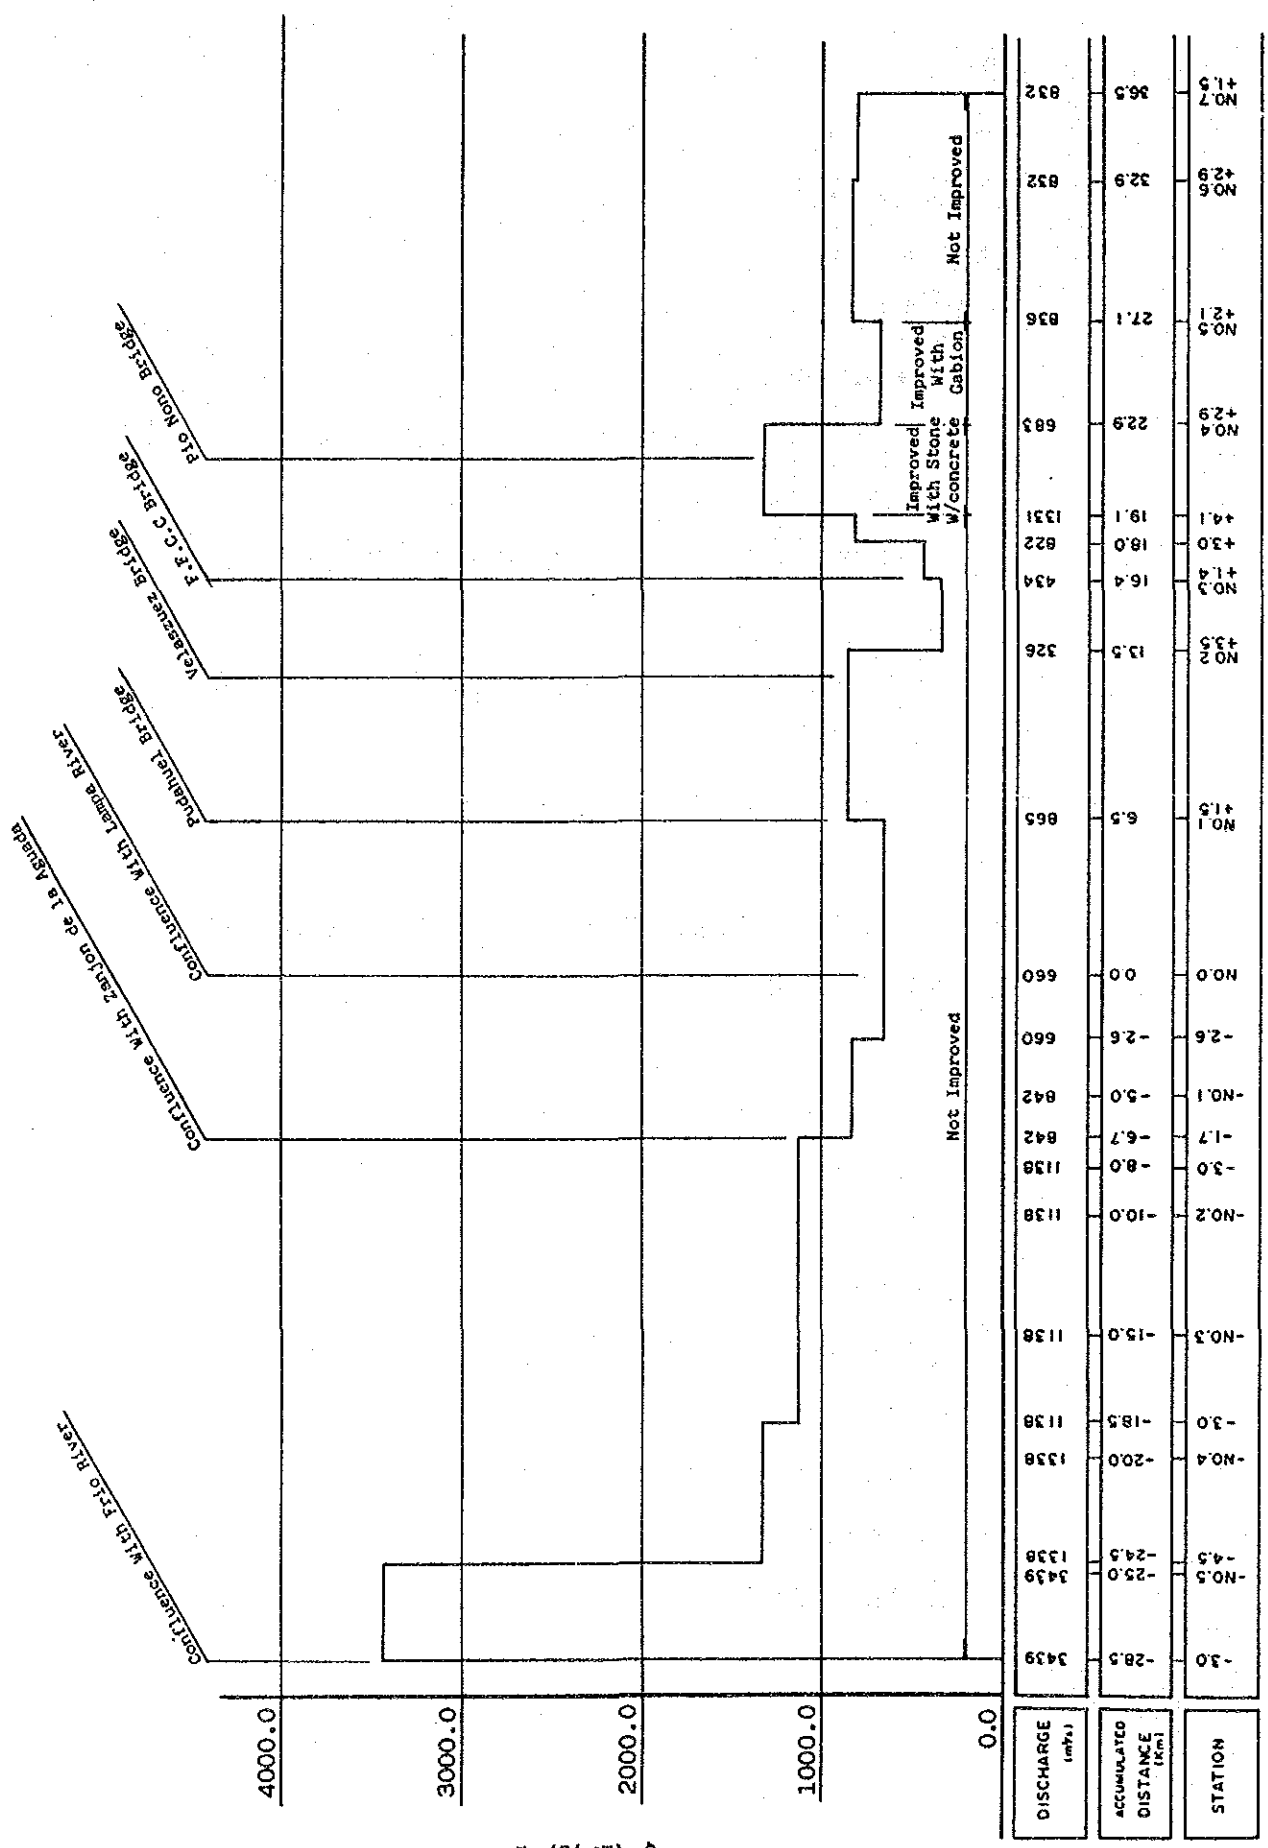 Confluence with Frio River
Confluence with Zanjon de la Aguada
Confluence With Lampa River
Pudahuel Bridge
Velaszuez Bridge
F.F.C.C Bridge
Pio Nono Bridge
4000.0
3000.0
2000.0
1000.0
0.0
Not Improved
Improved
With Stone
W/concrete
Improved
With
Gabion
Not Improved
DISCHARGE
(m³/s)
3439
3439
1338
1338
1138
1138
1138
1138
842
842
660
660
865
326
434
822
1331
683
836
832
832
ACCUMULATED
DISTANCE
(Km)
-28.5
-25.0
-24.5
-20.0
-18.5
-15.0
-10.0
-8.0
-6.7
-5.0
-2.6
0.0
6.5
13.5
16.4
18.0
19.1
22.9
27.1
32.9
36.5
STATION
-3.0
-NO.5
-4.5
-NO.4
-3.0
-NO.3
-NO.2
-3.0
-1.7
-NO.1
-2.6
NO.0
NO.1
+1.5
NO.2
+3.5
NO.3
+1.4
+3.0
+4.1
NO.4
+2.9
NO.5
+2.1
NO.6
+2.9
NO.7
+1.5